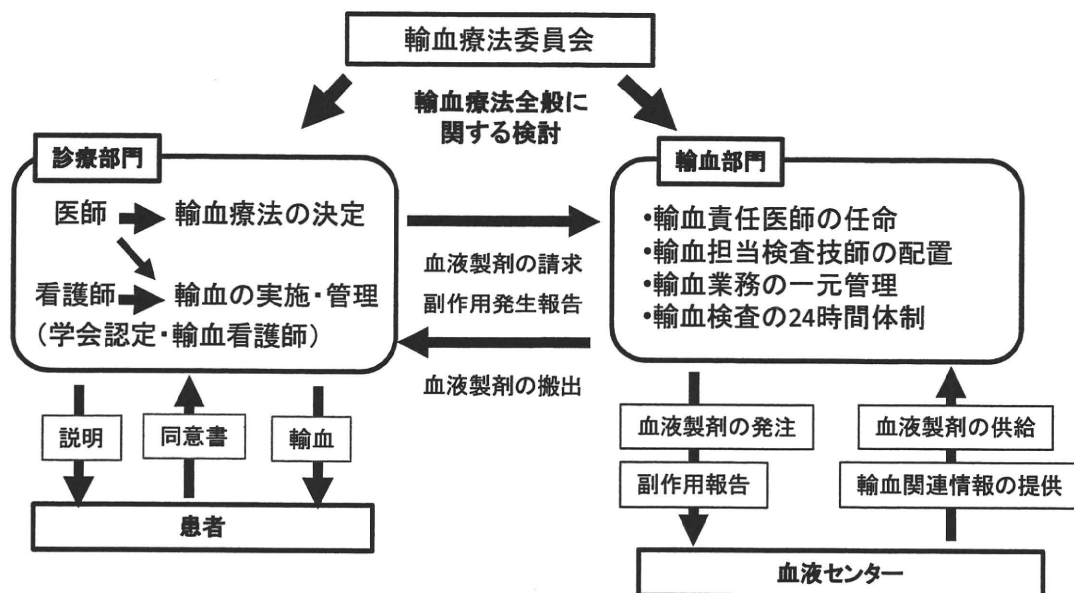 輸血療法委員会
輸血療法全般に
関する検討
診療部門
医師
輸血療法の決定
看護師
輸血の実施・管理
(学会認定・輸血看護師)
血液製剤の請求
副作用発生報告
血液製剤の搬出
輸血部門
•輸血責任医師の任命
•輸血担当検査技師の配置
•輸血業務の一元管理
•輸血検査の24時間体制
説明
同意書
輸血
患者
血液製剤の発注
副作用報告
血液製剤の供給
輸血関連情報の提供
血液センター